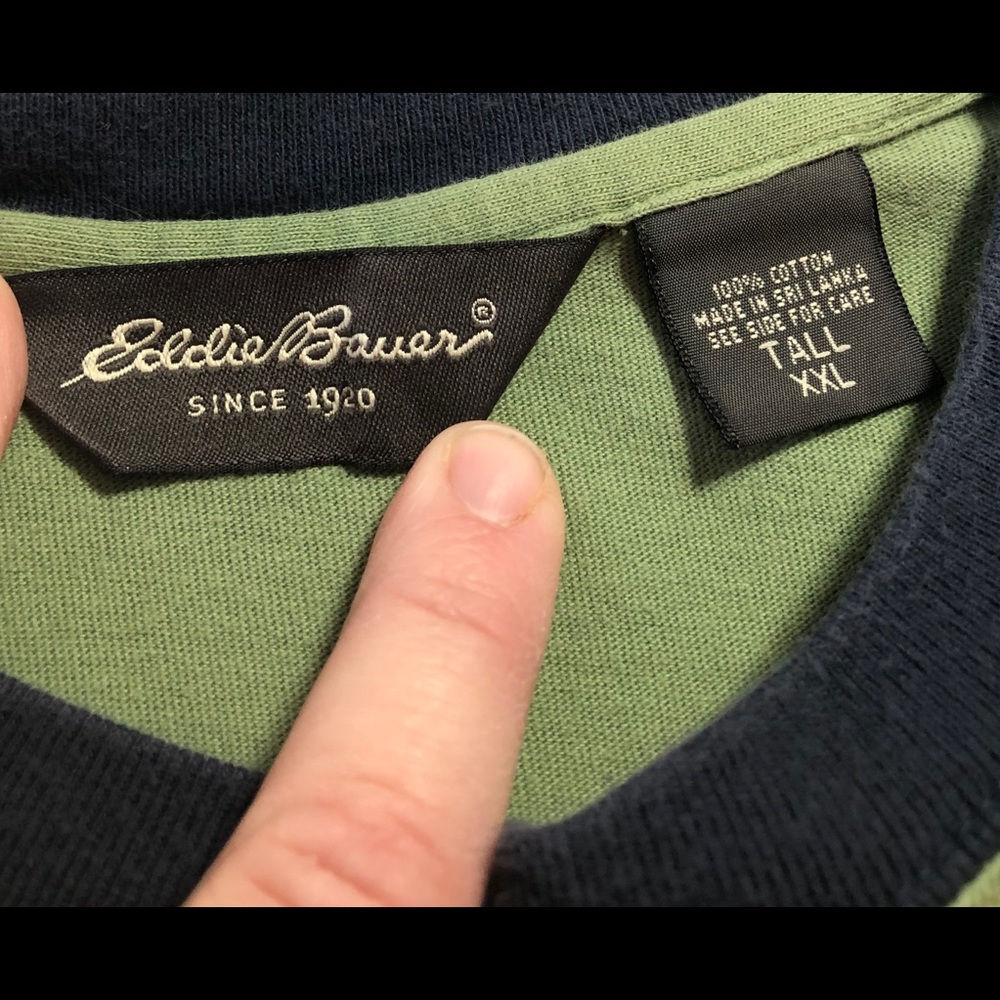 Eddie Bauer®
SINCE 1920
100% COTTON
MADE IN SRI LANKA
SEE SIDE FOR CARE
TALL
XXL